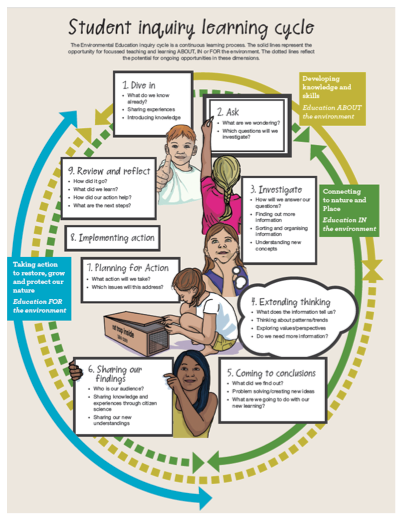 Student inquiry learning cycle
The Environmental Education inquiry cycle is a continuous learning process. The solid lines represent the
opportunity for focussed teaching and learning ABOUT, IN or FOR the environment. The dotted lines reflect
the potential for ongoing opportunities in these dimensions.
1. Dive in
• What do we know
already?
• Sharing experiences
• Introducing knowledge
2. Ask
• What are we wondering?
• Which questions will we
investigate?
Developing
knowledge and
skills
Education ABOUT
the environment
9. Review and reflect
• How did it go?
• What did we learn?
• How did our action help?
• What are the next steps?
3. Investigate
• How will we answer our
questions?
• Finding out more
information
• Sorting and organising
information
• Understanding new
concepts
Connecting
to nature and
Place
Education IN
the environment
8. Implementing action
7. Planning for Action
• What action will we take?
• Which issues will this address?
Taking action
to restore, grow
and protect our
nature
Education FOR
the environment
4. Extending thinking
• What does the information tell us?
• Thinking about patterns/trends
• Exploring values/perspectives
• Do we need more information?
6. Sharing our
findings
• Who is our audience?
• Sharing knowledge and
experiences through citizen
science
• Sharing our new
understandings
5. Coming to conclusions
• What did we find out?
• Problem solving/creating new ideas
• What are we going to do with our
new learning?